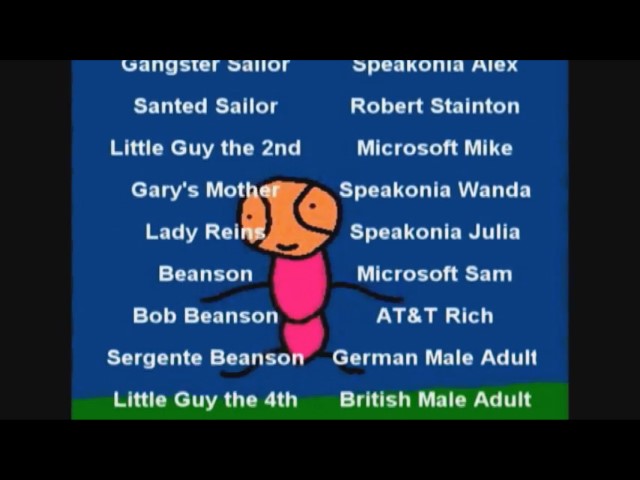 Gangster Sailor Speakonia Alex
Santed Sailor Robert Stainton
Little Guy the 2nd Microsoft Mike
Gary's Mother Speakonia Wanda
Lady Reins Speakonia Julia
Beanson Microsoft Sam
Bob Beanson AT&T Rich
Sergente Beanson German Male Adult
Little Guy the 4th British Male Adult